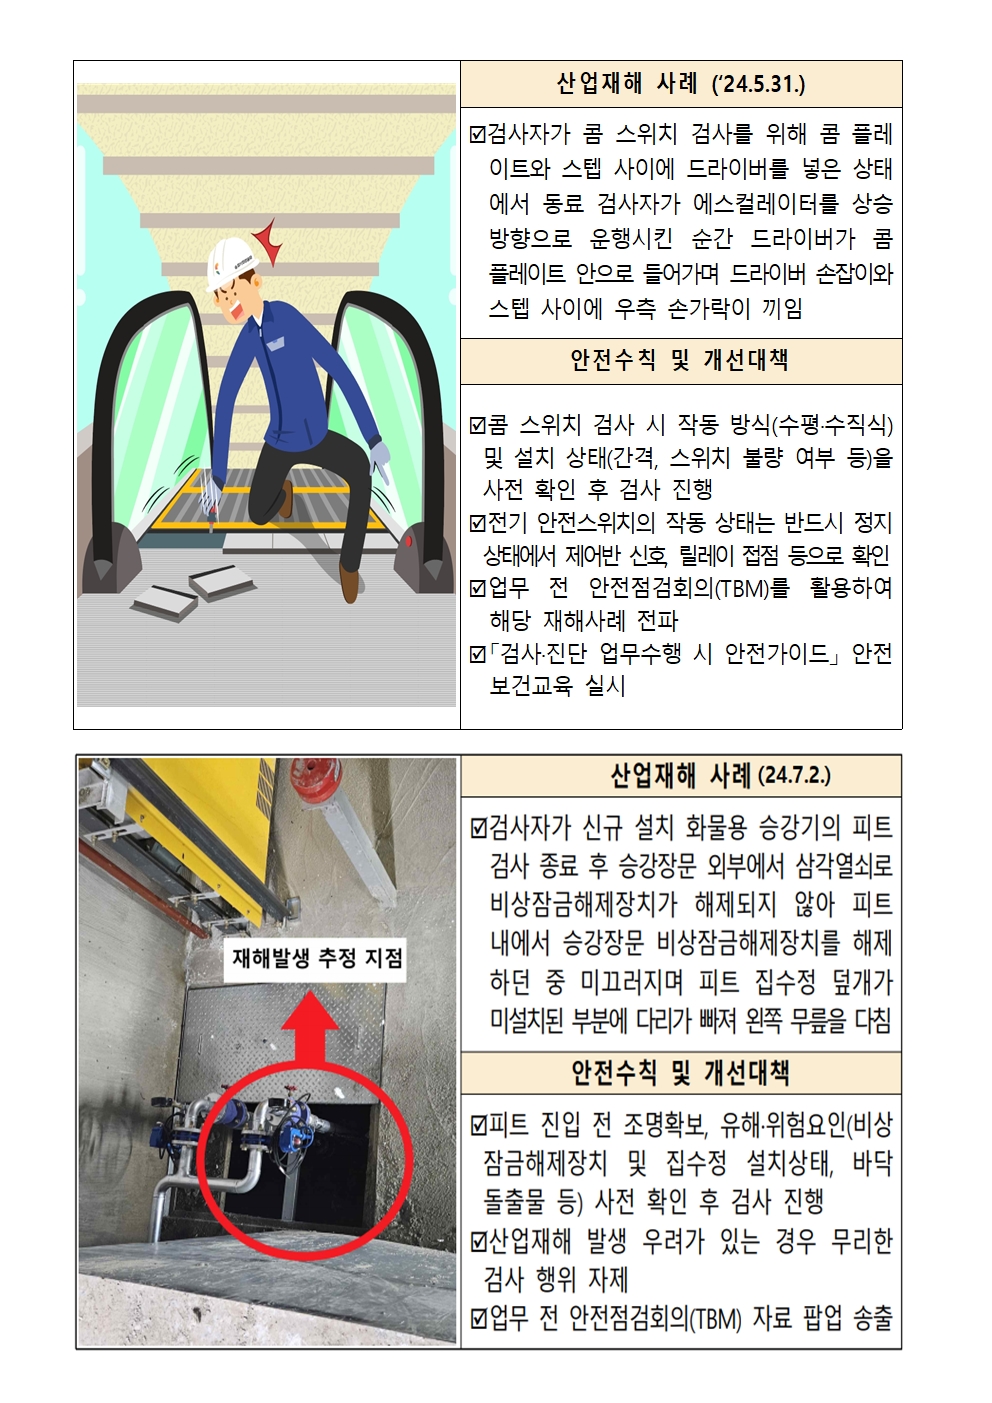 산업재해 사례 (‘24.5.31.)
☑검사자가 콤 스위치 검사를 위해 콤 플레
이트와 스텝 사이에 드라이버를 넣은 상태
에서 동료 검사자가 에스컬레이터를 상승
방향으로 운행시킨 순간 드라이버가 콤
플레이트 안으로 들어가며 드라이버 손잡이와
스텝 사이에 우측 손가락이 끼임
안전수칙 및 개선대책
☑콤 스위치 검사 시 작동 방식(수평·수직식)
및 설치 상태(간격, 스위치 불량 여부 등)을
사전 확인 후 검사 진행
☑전기 안전스위치의 작동 상태는 반드시 정지
상태에서 제어반 신호, 릴레이 접점 등으로 확인
☑업무 전 안전점검회의(TBM)를 활용하여
해당 재해사례 전파
☑「검사·진단 업무수행 시 안전가이드」 안전
보건교육 실시
산업재해 사례 (24.7.2.)
☑검사자가 신규 설치 화물용 승강기의 피트
검사 종료 후 승강장문 외부에서 삼각열쇠로
비상잠금해제장치가 해제되지 않아 피트
내에서 승강장문 비상잠금해제장치를 해제
하던 중 미끄러지며 피트 집수정 덮개가
미설치된 부분에 다리가 빠져 왼쪽 무릎을 다침
재해발생 추정 지점
안전수칙 및 개선대책
☑피트 진입 전 조명확보, 유해·위험요인(비상
잠금해제장치 및 집수정 설치상태, 바닥
돌출물 등) 사전 확인 후 검사 진행
☑산업재해 발생 우려가 있는 경우 무리한
검사 행위 자제
☑업무 전 안전점검회의(TBM) 자료 팝업 송출